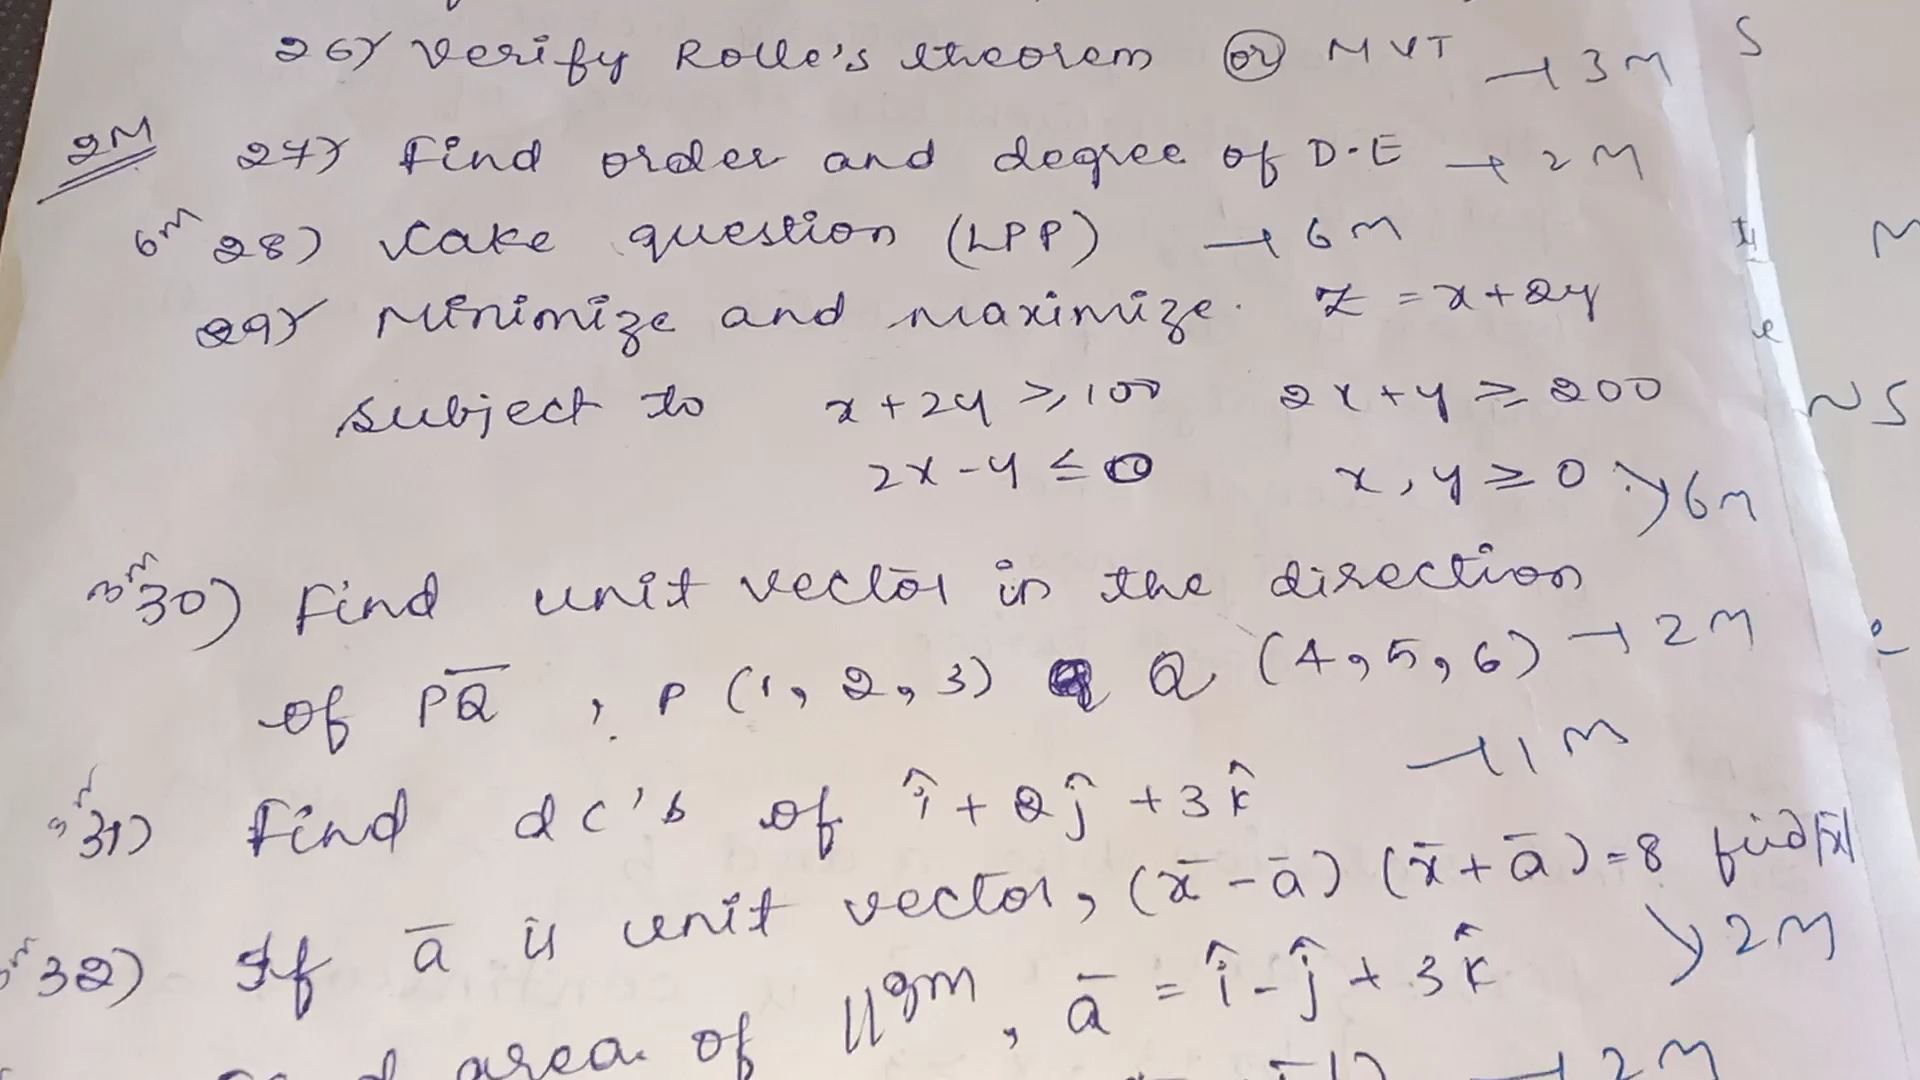 26) Verify Rolle's theorem (or) MVT → 3M
2M 27) Find order and degree of D.E → 2M
6M 28) Cake question (LPP) → 6M
29) Minimize and maximize. Z = x+2y
subject to x+2y ≥ 100 2x+y ≥ 200
2x-y ≤ 0 x, y ≥ 0 → 6M
3M 30) Find unit vector in the direction
of PQ̅, P(1, 2, 3) Q (4, 5, 6) → 2M
31) Find dc's of î + 2ĵ + 3k̂ → 1M
32) If a̅ is unit vector, (x̅ - a̅) (x̅ + a̅) = 8 find |x̅| → 2M
area of ||gm, a̅ = î - ĵ + 3k̂
→ 2M